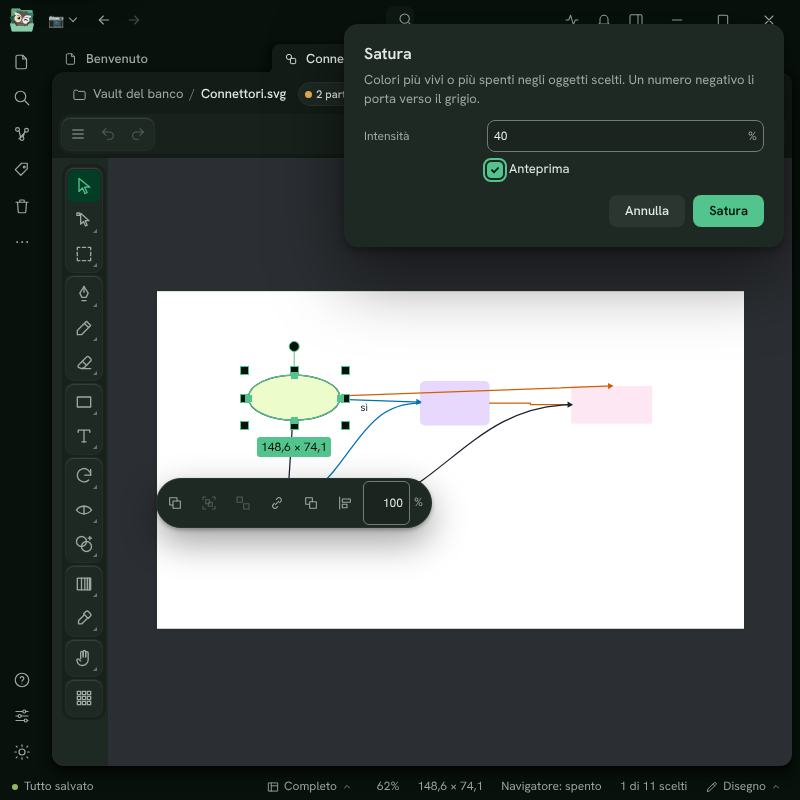 Benvenuto
Conne
Vault del banco / Connettori.svg
2 part
Satura
Colori più vivi o più spenti negli oggetti scelti. Un numero negativo li
porta verso il grigio.
Intensità
40
%
Anteprima
Annulla
Satura
sì
148,6 × 74,1
100
%
Tutto salvato
Completo
62%
148,6 × 74,1
Navigatore: spento
1 di 11 scelti
Disegno